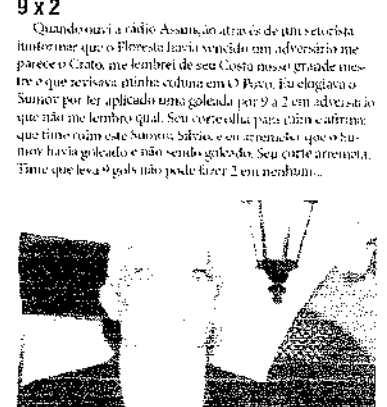 9 x 2
Quando ouvi a rádio Assunção através de um setorista
informar que o Floresta havia vencido um adversário me
parece o Crato, me lembrei de seu Costa nosso grande mes-
tre e que revisava minha coluna em O Povo. Eu elogiava o
Sumov por ter aplicado uma goleada por 9 a 2 em adversário
que não me lembro qual. Seu corte olha para mim e afirma:
que time ruim este Sumov, Silvio, e eu arremedei que o Su-
mov havia goleado e não sendo goleado. Seu corte arremata.
Time que leva 9 gols não pode fazer 2 em nenhum...